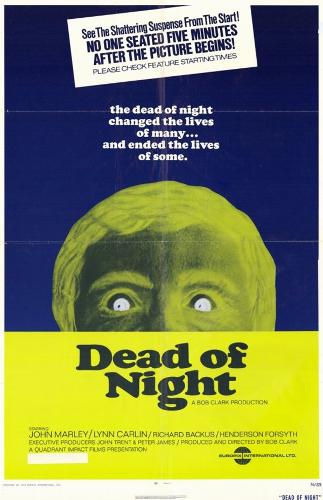 See The Shattering Suspense From The Start!
NO ONE SEATED FIVE MINUTES
AFTER THE PICTURE BEGINS!
PLEASE CHECK FEATURE STARTING TIMES
the dead of night
changed the lives
of many...
and ended the lives
of some.
Dead of
Night
A BOB CLARK PRODUCTION
STARRING
JOHN MARLEY/LYNN CARLIN/RICHARD BACKUS/HENDERSON FORSYTH
EXECUTIVE PRODUCERS JOHN TRENT & PETER JAMES / PRODUCED AND DIRECTED BY BOB CLARK
A QUADRANT IMPACT FILMS PRESENTATION
EUROPIX INTERNATIONAL LTD.
"DEAD OF NIGHT"